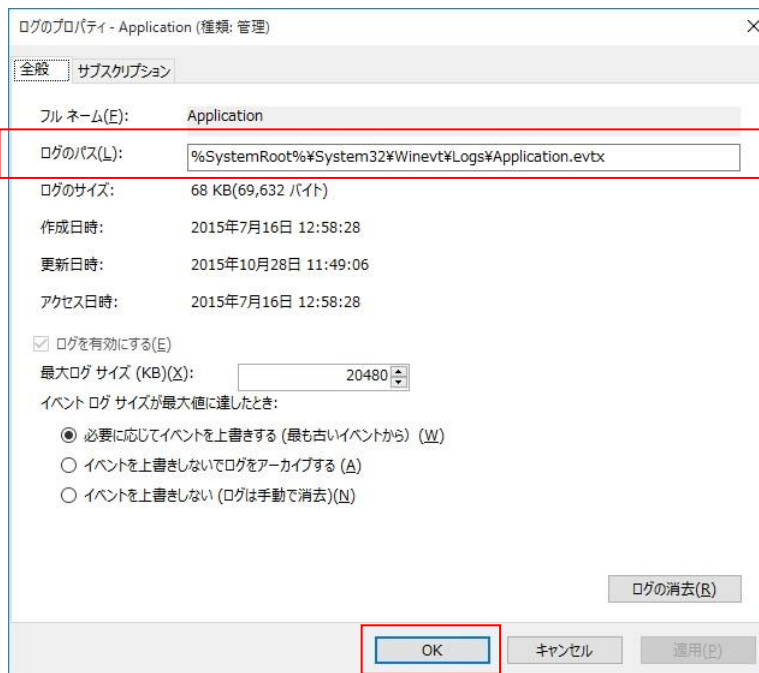 ログのプロパティ - Application (種類: 管理)
全般 サブスクリプション
フル ネーム(F): Application
ログのパス(L): %SystemRoot%¥System32¥Winevt¥Logs¥Application.evtx
ログのサイズ: 68 KB(69,632 バイト)
作成日時: 2015年7月16日 12:58:28
更新日時: 2015年10月28日 11:49:06
アクセス日時: 2015年7月16日 12:58:28
ログを有効にする(E)
最大ログ サイズ (KB)(X): 20480
イベント ログ サイズが最大値に達したとき:
必要に応じてイベントを上書きする (最も古いイベントから) (W)
イベントを上書きしないでログをアーカイブする (A)
イベントを上書きしない (ログは手動で消去)(N)
ログの消去(R)
OK キャンセル 適用(P)